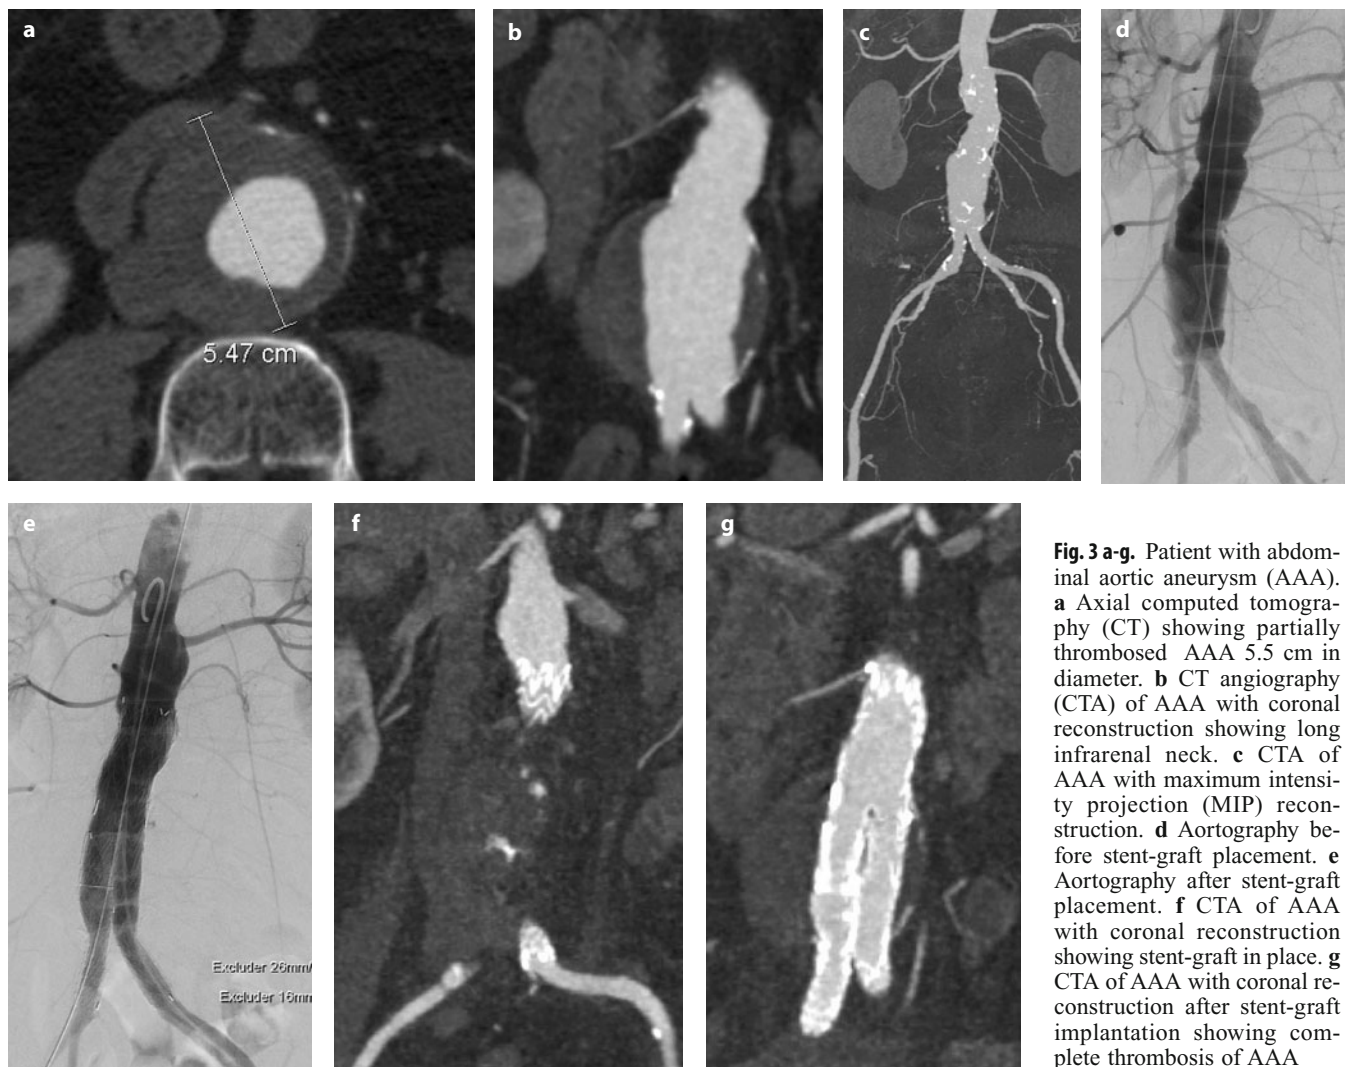 a
b
c
d
5.47 cm
e
f
g
Excluder 26mm/
Excluder 16mm
Fig. 3 a-g. Patient with abdom-
inal aortic aneurysm (AAA).
a Axial computed tomogra-
phy (CT) showing partially
thrombosed AAA 5.5 cm in
diameter. b CT angiography
(CTA) of AAA with coronal
reconstruction showing long
infrarenal neck. c CTA of
AAA with maximum intensi-
ty projection (MIP) recon-
struction. d Aortography be-
fore stent-graft placement. e
Aortography after stent-graft
placement. f CTA of AAA
with coronal reconstruction
showing stent-graft in place. g
CTA of AAA with coronal re-
construction after stent-graft
implantation showing com-
plete thrombosis of AAA